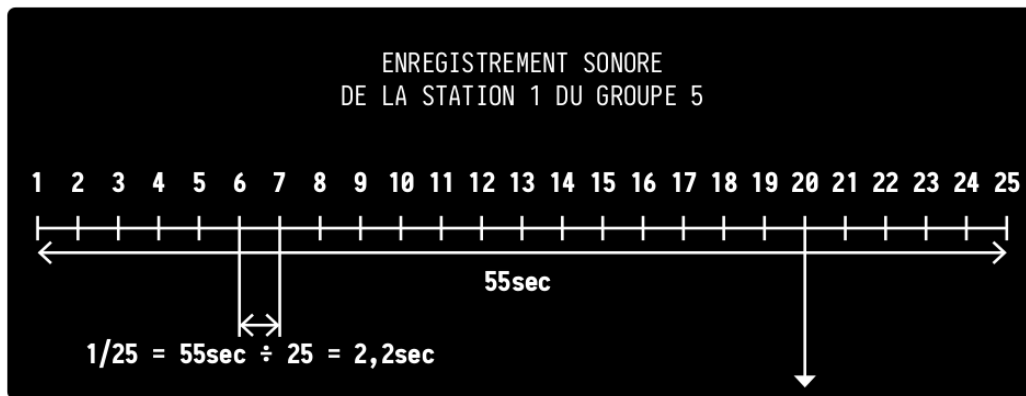 ENREGISTREMENT SONORE
DE LA STATION 1 DU GROUPE 5
1 2 3 4 5 6 7 8 9 10 11 12 13 14 15 16 17 18 19 20 21 22 23 24 25
55sec
1/25 = 55sec ÷ 25 = 2,2sec